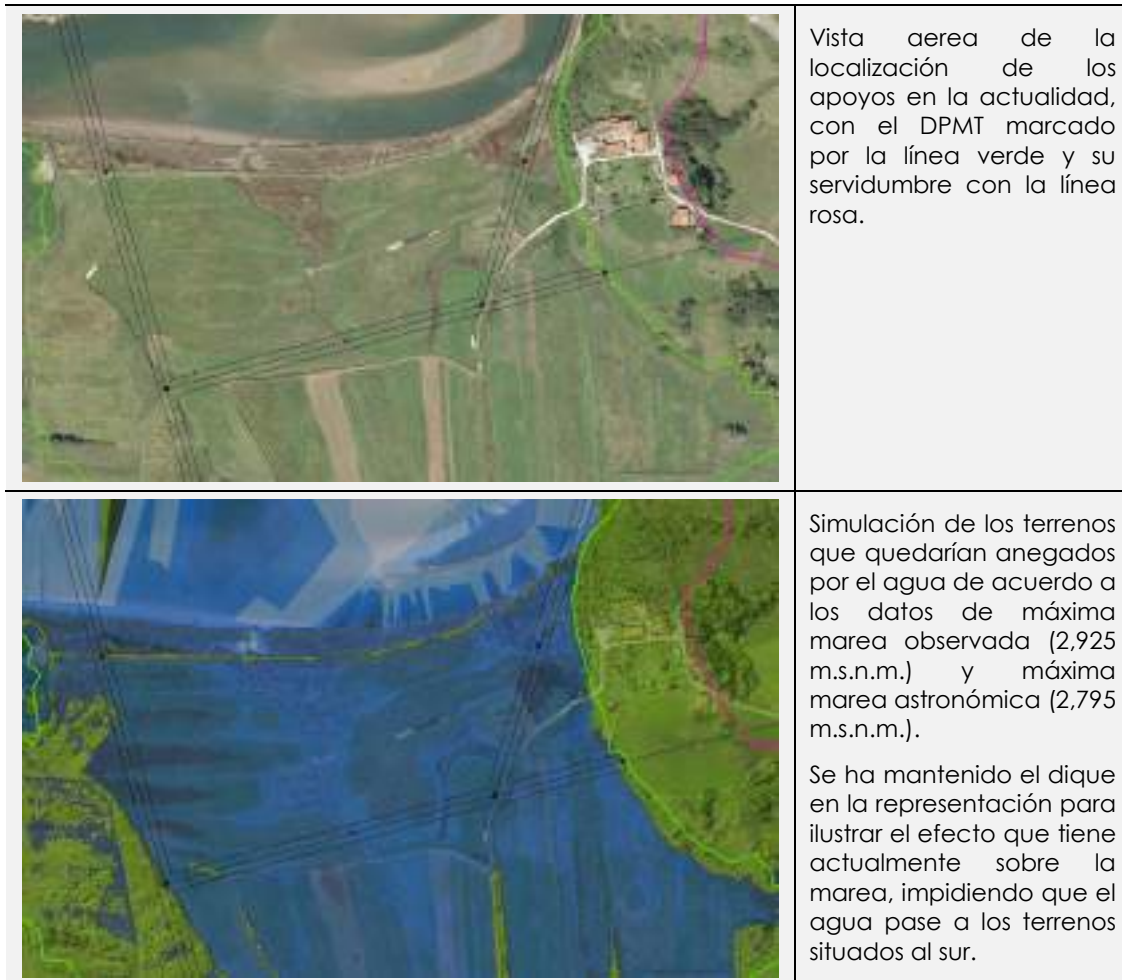 Vista aerea de la
localización de los
apoyos en la actualidad,
con el DPMT marcado
por la línea verde y su
servidumbre con la línea
rosa.
Simulación de los terrenos
que quedarían anegados
por el agua de acuerdo a
los datos de máxima
marea observada (2,925
m.s.n.m.) y máxima
marea astronómica (2,795
m.s.n.m.).
Se ha mantenido el dique
en la representación para
ilustrar el efecto que tiene
actualmente sobre la
marea, impidiendo que el
agua pase a los terrenos
situados al sur.